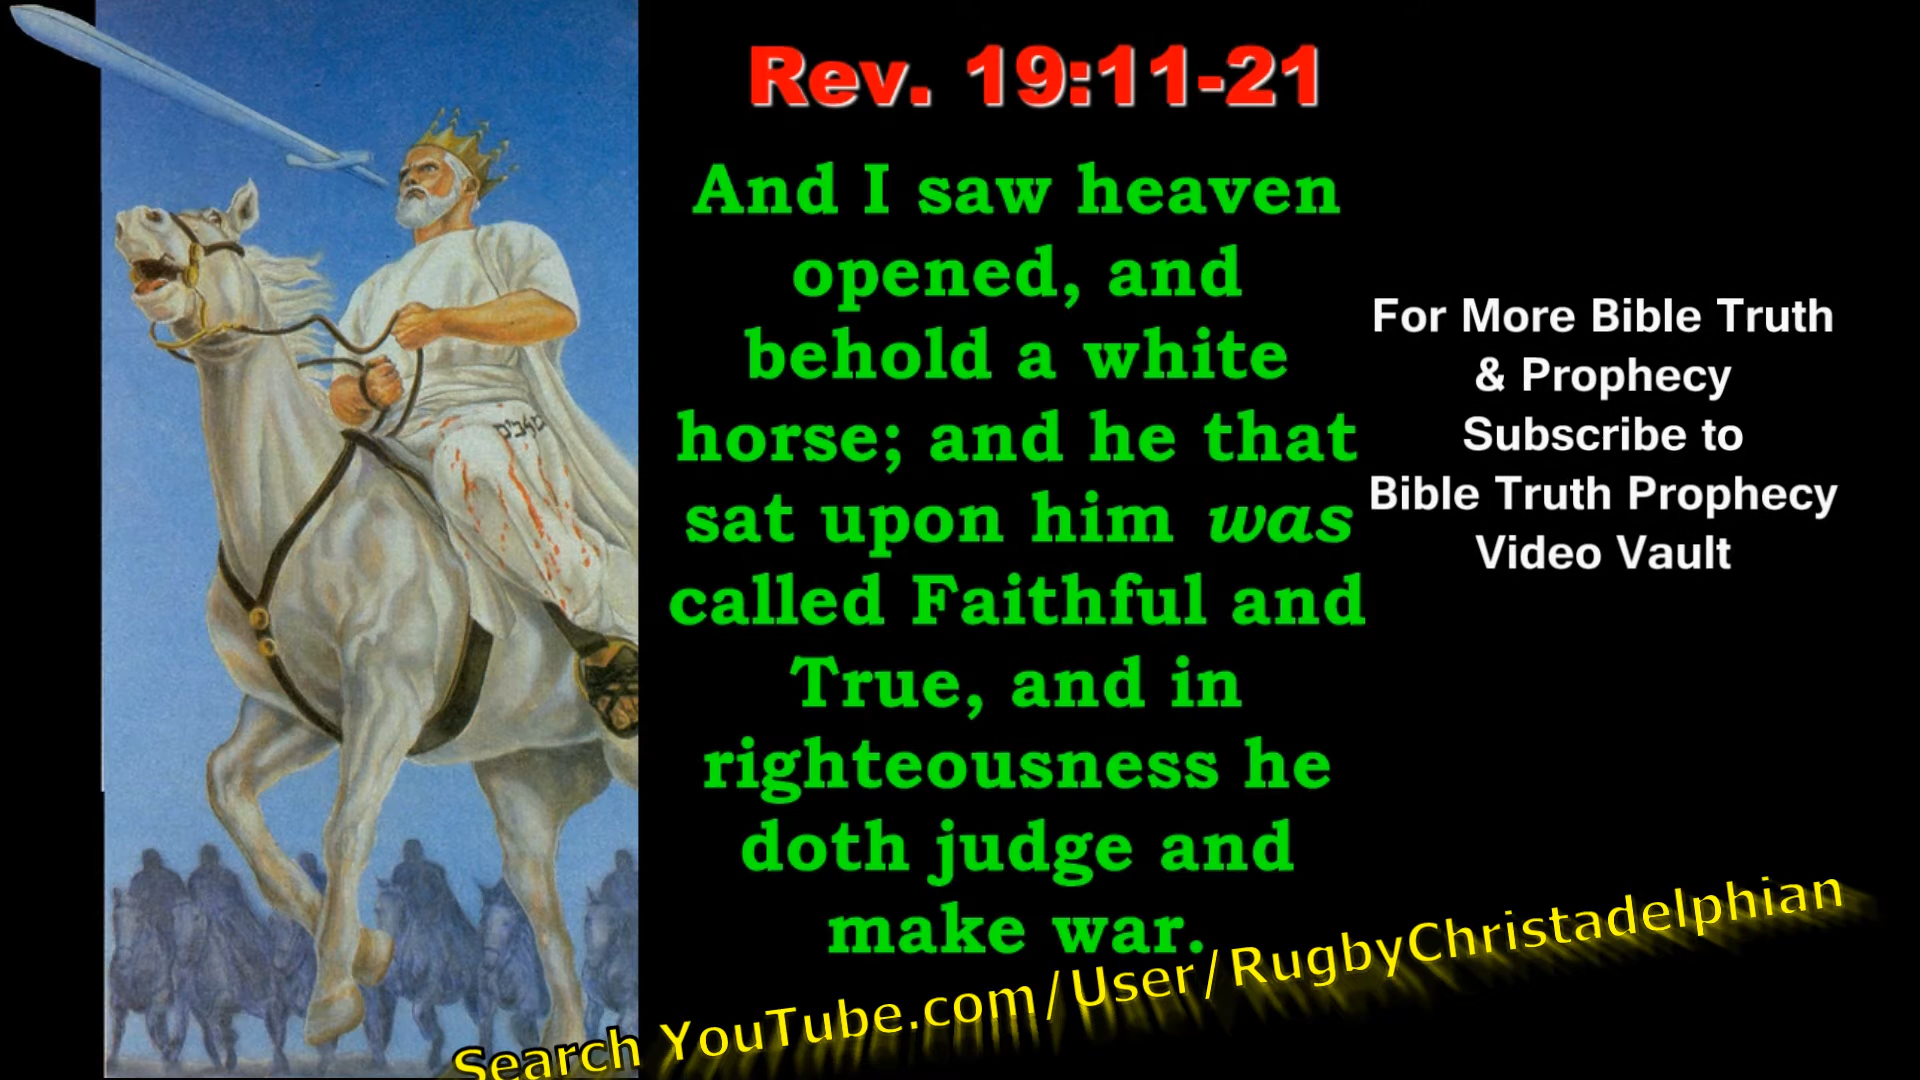 Rev. 19:11-21
And I saw heaven
opened, and
behold a white
horse; and he that
sat upon him was
called Faithful and
True, and in
righteousness he
doth judge and
make war.
For More Bible Truth
& Prophecy
Subscribe to
Bible Truth Prophecy
Video Vault
Search YouTube.com/User/RugbyChristadelphian